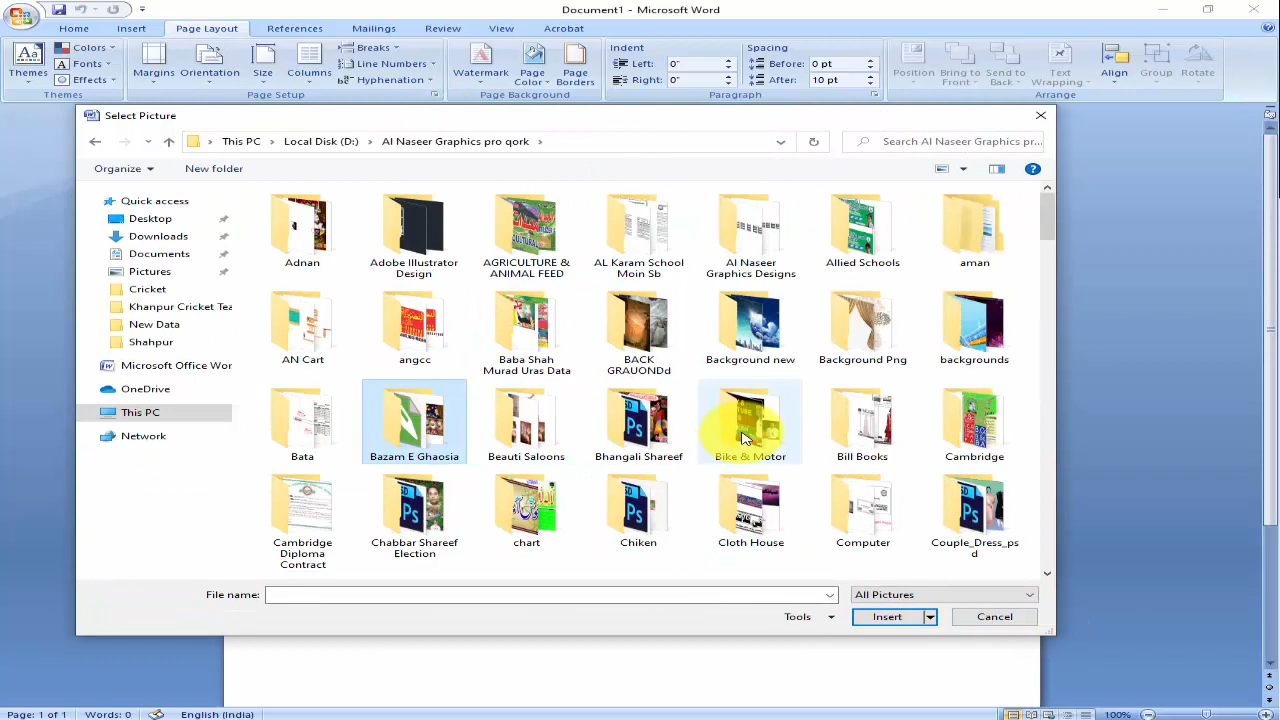 Document1 - Microsoft Word
Home Insert Page Layout References Mailings Review View Acrobat
Themes
Colors
Fonts
Effects
Margins
Orientation
Size
Columns
Breaks
Line Numbers
Hyphenation
Watermark
Page
Color
Page
Borders
Indent
Left: 0"
Right: 0"
Spacing
Before: 0 pt
After: 10 pt
Position
Bring to
Front
Send to
Back
Text
Wrapping
Align
Group
Rotate
Themes Page Setup Page Background Paragraph Arrange
Select Picture
This PC > Local Disk (D:) > Al Naseer Graphics pro qork >
Search Al Naseer Graphics pr...
Organize New folder
Quick access
Desktop
Downloads
Documents
Pictures
Cricket
Khanpur Cricket Tea
New Data
Shahpur
Microsoft Office Wor
OneDrive
This PC
Network
Adnan
Adobe Illustrator
Design
AGRICULTURE &
ANIMAL FEED
AL Karam School
Moin Sb
Al Naseer
Graphics Designs
Allied Schools
aman
AN Cart
angcc
Baba Shah
Murad Uras Data
BACK
GRAUONDd
Background new
Background Png
backgrounds
Bata
Bazam E Ghaosia
Beauti Saloons
Bhangali Shareef
Bike & Motor
Bill Books
Cambridge
Cambridge
Diploma
Contract
Chabbar Shareef
Election
chart
Chiken
Cloth House
Computer
Couple_Dress_ps
d
File name:
All Pictures
Tools Insert Cancel
Page: 1 of 1 Words: 0 English (India) 100%